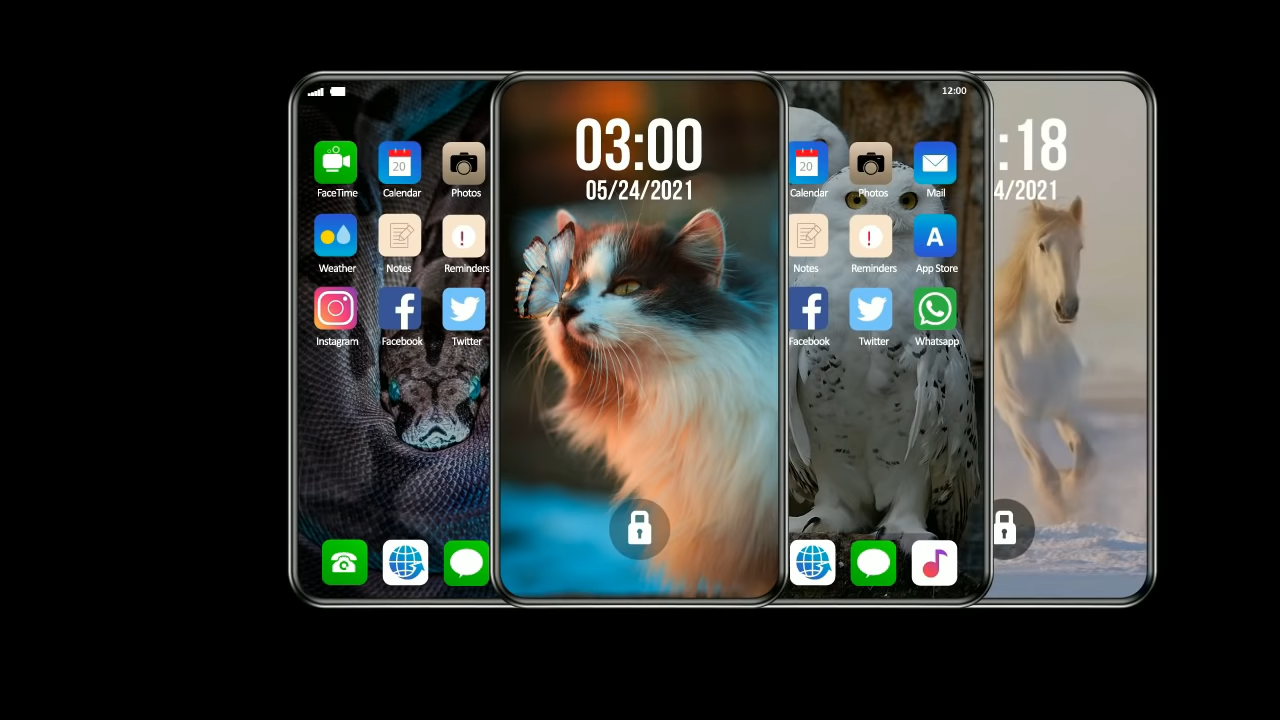 FaceTime
Calendar
20
Photos
Weather
Notes
Reminders
Instagram
Facebook
Twitter
03:00
05/24/2021
12:00
20
Calendar
Photos
Mail
Notes
Reminders
App Store
Facebook
Twitter
Whatsapp
:18
4/2021